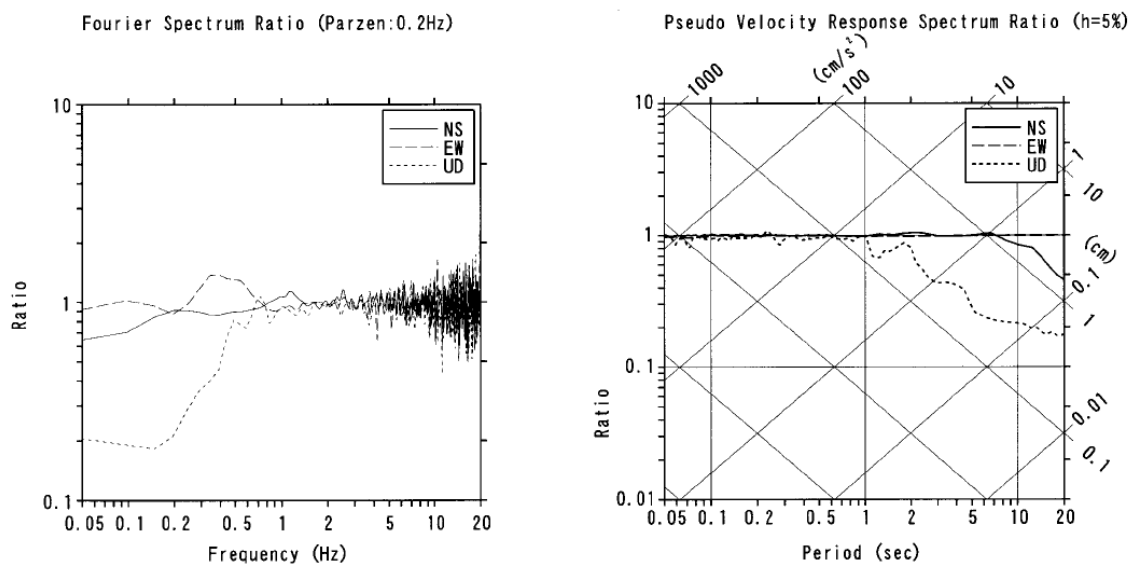 Fourier Spectrum Ratio (Parzen:0.2Hz)
10
1
0.1
Ratio
NS
EW
UD
0.05 0.1 0.2 0.5 1 2 5 10 20
Frequency (Hz)
Pseudo Velocity Response Spectrum Ratio (h=5%)
(cm/s²)
1000
100
10
1
10
(cm)
0.1
1
0.01
0.1
10
1
0.1
0.01
Ratio
NS
EW
UD
0.05 0.1 0.2 0.5 1 2 5 10 20
Period (sec)